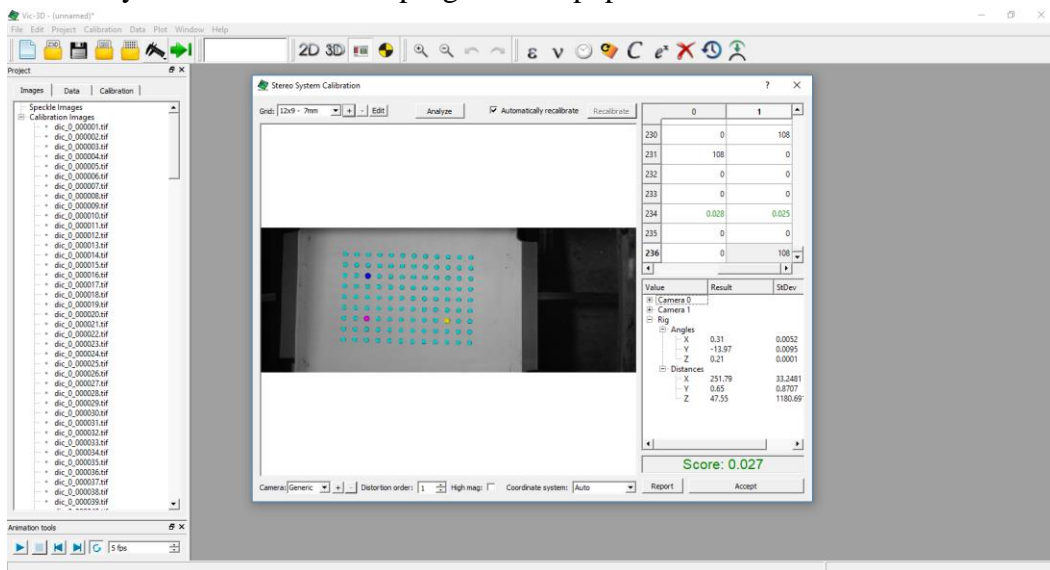 Vic-3D - (unnamed)*
File Edit Project Calibration Data Plot Window Help
2D 3D
ε ν C eˣ
Project
Images Data Calibration
Speckle Images
Calibration Images
dic_0_000001.tif
dic_0_000002.tif
dic_0_000003.tif
dic_0_000004.tif
dic_0_000005.tif
dic_0_000006.tif
dic_0_000007.tif
dic_0_000008.tif
dic_0_000009.tif
dic_0_000010.tif
dic_0_000011.tif
dic_0_000012.tif
dic_0_000013.tif
dic_0_000014.tif
dic_0_000015.tif
dic_0_000016.tif
dic_0_000017.tif
dic_0_000018.tif
dic_0_000019.tif
dic_0_000020.tif
dic_0_000021.tif
dic_0_000022.tif
dic_0_000023.tif
dic_0_000024.tif
dic_0_000025.tif
dic_0_000026.tif
dic_0_000027.tif
dic_0_000028.tif
dic_0_000029.tif
dic_0_000030.tif
dic_0_000031.tif
dic_0_000032.tif
dic_0_000033.tif
dic_0_000034.tif
dic_0_000035.tif
dic_0_000036.tif
dic_0_000037.tif
dic_0_000038.tif
dic_0_000039.tif
Animation tools
5 fps
Stereo System Calibration ?
Grid: 12x9 - 7mm + - Edit Analyze Automatically recalibrate Recalibrate
0 1
230 0 108
231 108 0
232 0 0
233 0 0
234 0.028 0.025
235 0 0
236 0 108
Value Result StDev
Camera 0
Camera 1
Rig
Angles
X 0.31 0.0052
Y -13.97 0.0095
Z 0.21 0.0001
Distances
X 251.79 33.2481
Y 0.65 0.8707
Z 47.55 1180.69
Score: 0.027
Camera: Generic + - Distortion order: 1 High mag: Coordinate system: Auto Report Accept